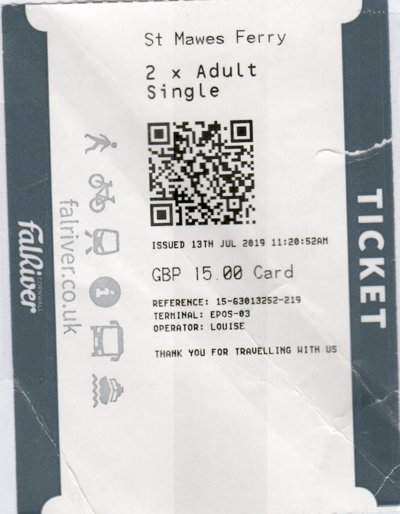 St Mawes Ferry
2 x Adult
Single
ISSUED 13TH JUL 2019 11:20:52AM
GBP 15.00 Card
REFERENCE: 15-63013252-219
TERMINAL: EPOS-03
OPERATOR: LOUISE
THANK YOU FOR TRAVELLING WITH US
TICKET
falriver.co.uk
falRiver
CORNWALL